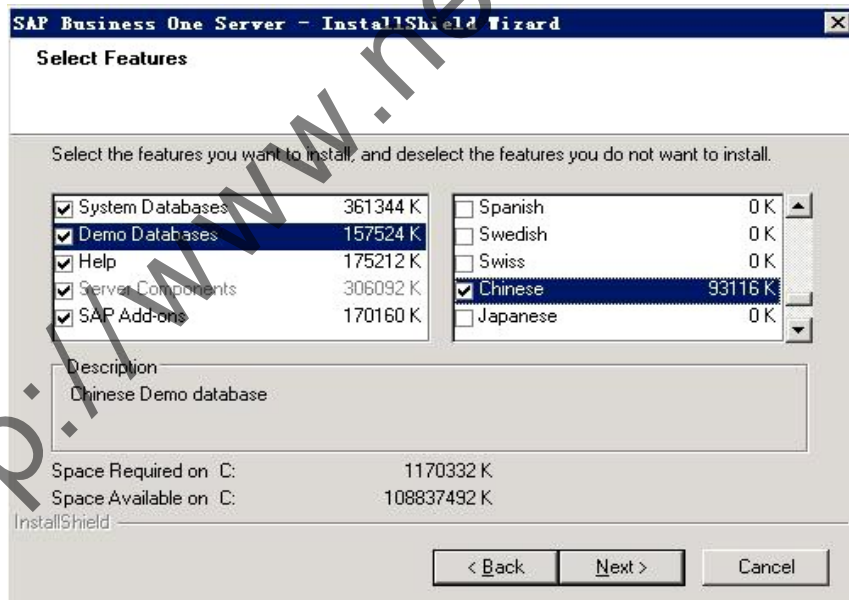 SAP Business One Server - InstallShield Wizard
Select Features
Select the features you want to install, and deselect the features you do not want to install.
System Databases 361344 K
Demo Databases 157524 K
Help 175212 K
Server Components 306092 K
SAP Add-ons 170160 K
Spanish 0 K
Swedish 0 K
Swiss 0 K
Chinese 93116 K
Japanese 0 K
Description
Chinese Demo database
Space Required on C: 1170332 K
Space Available on C: 108837492 K
InstallShield
< Back
Next >
Cancel
p://www.ne